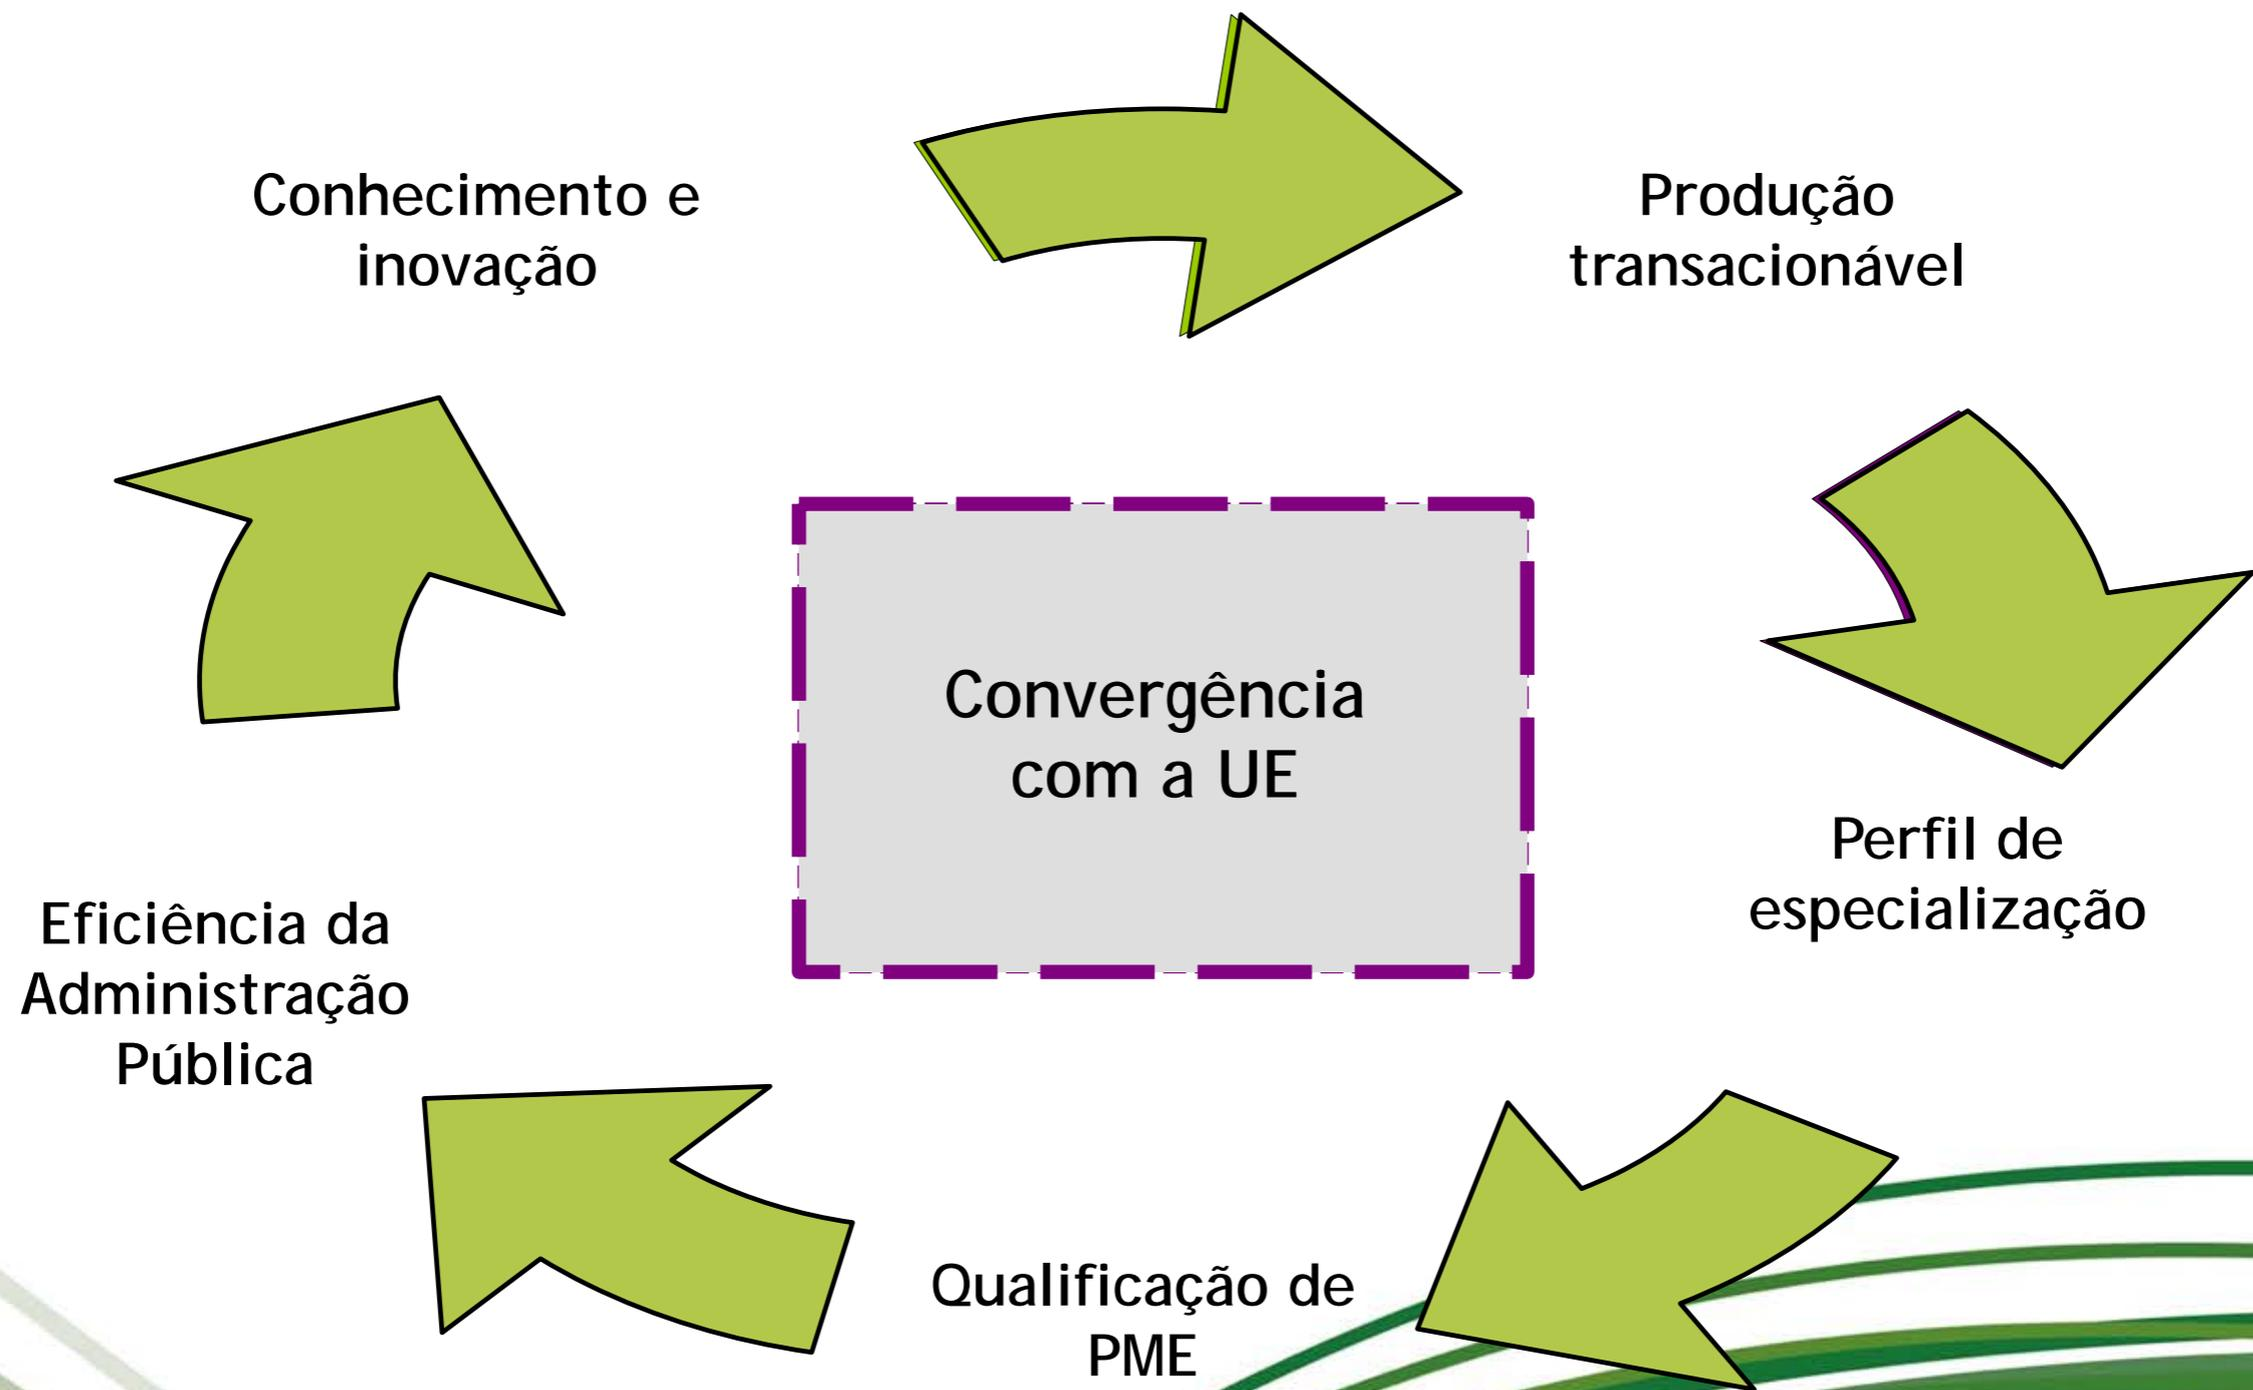 Conhecimento e
inovação
Produção
transacionável
Convergência
com a UE
Perfil de
especialização
Eficiência da
Administração
Pública
Qualificação de
PME